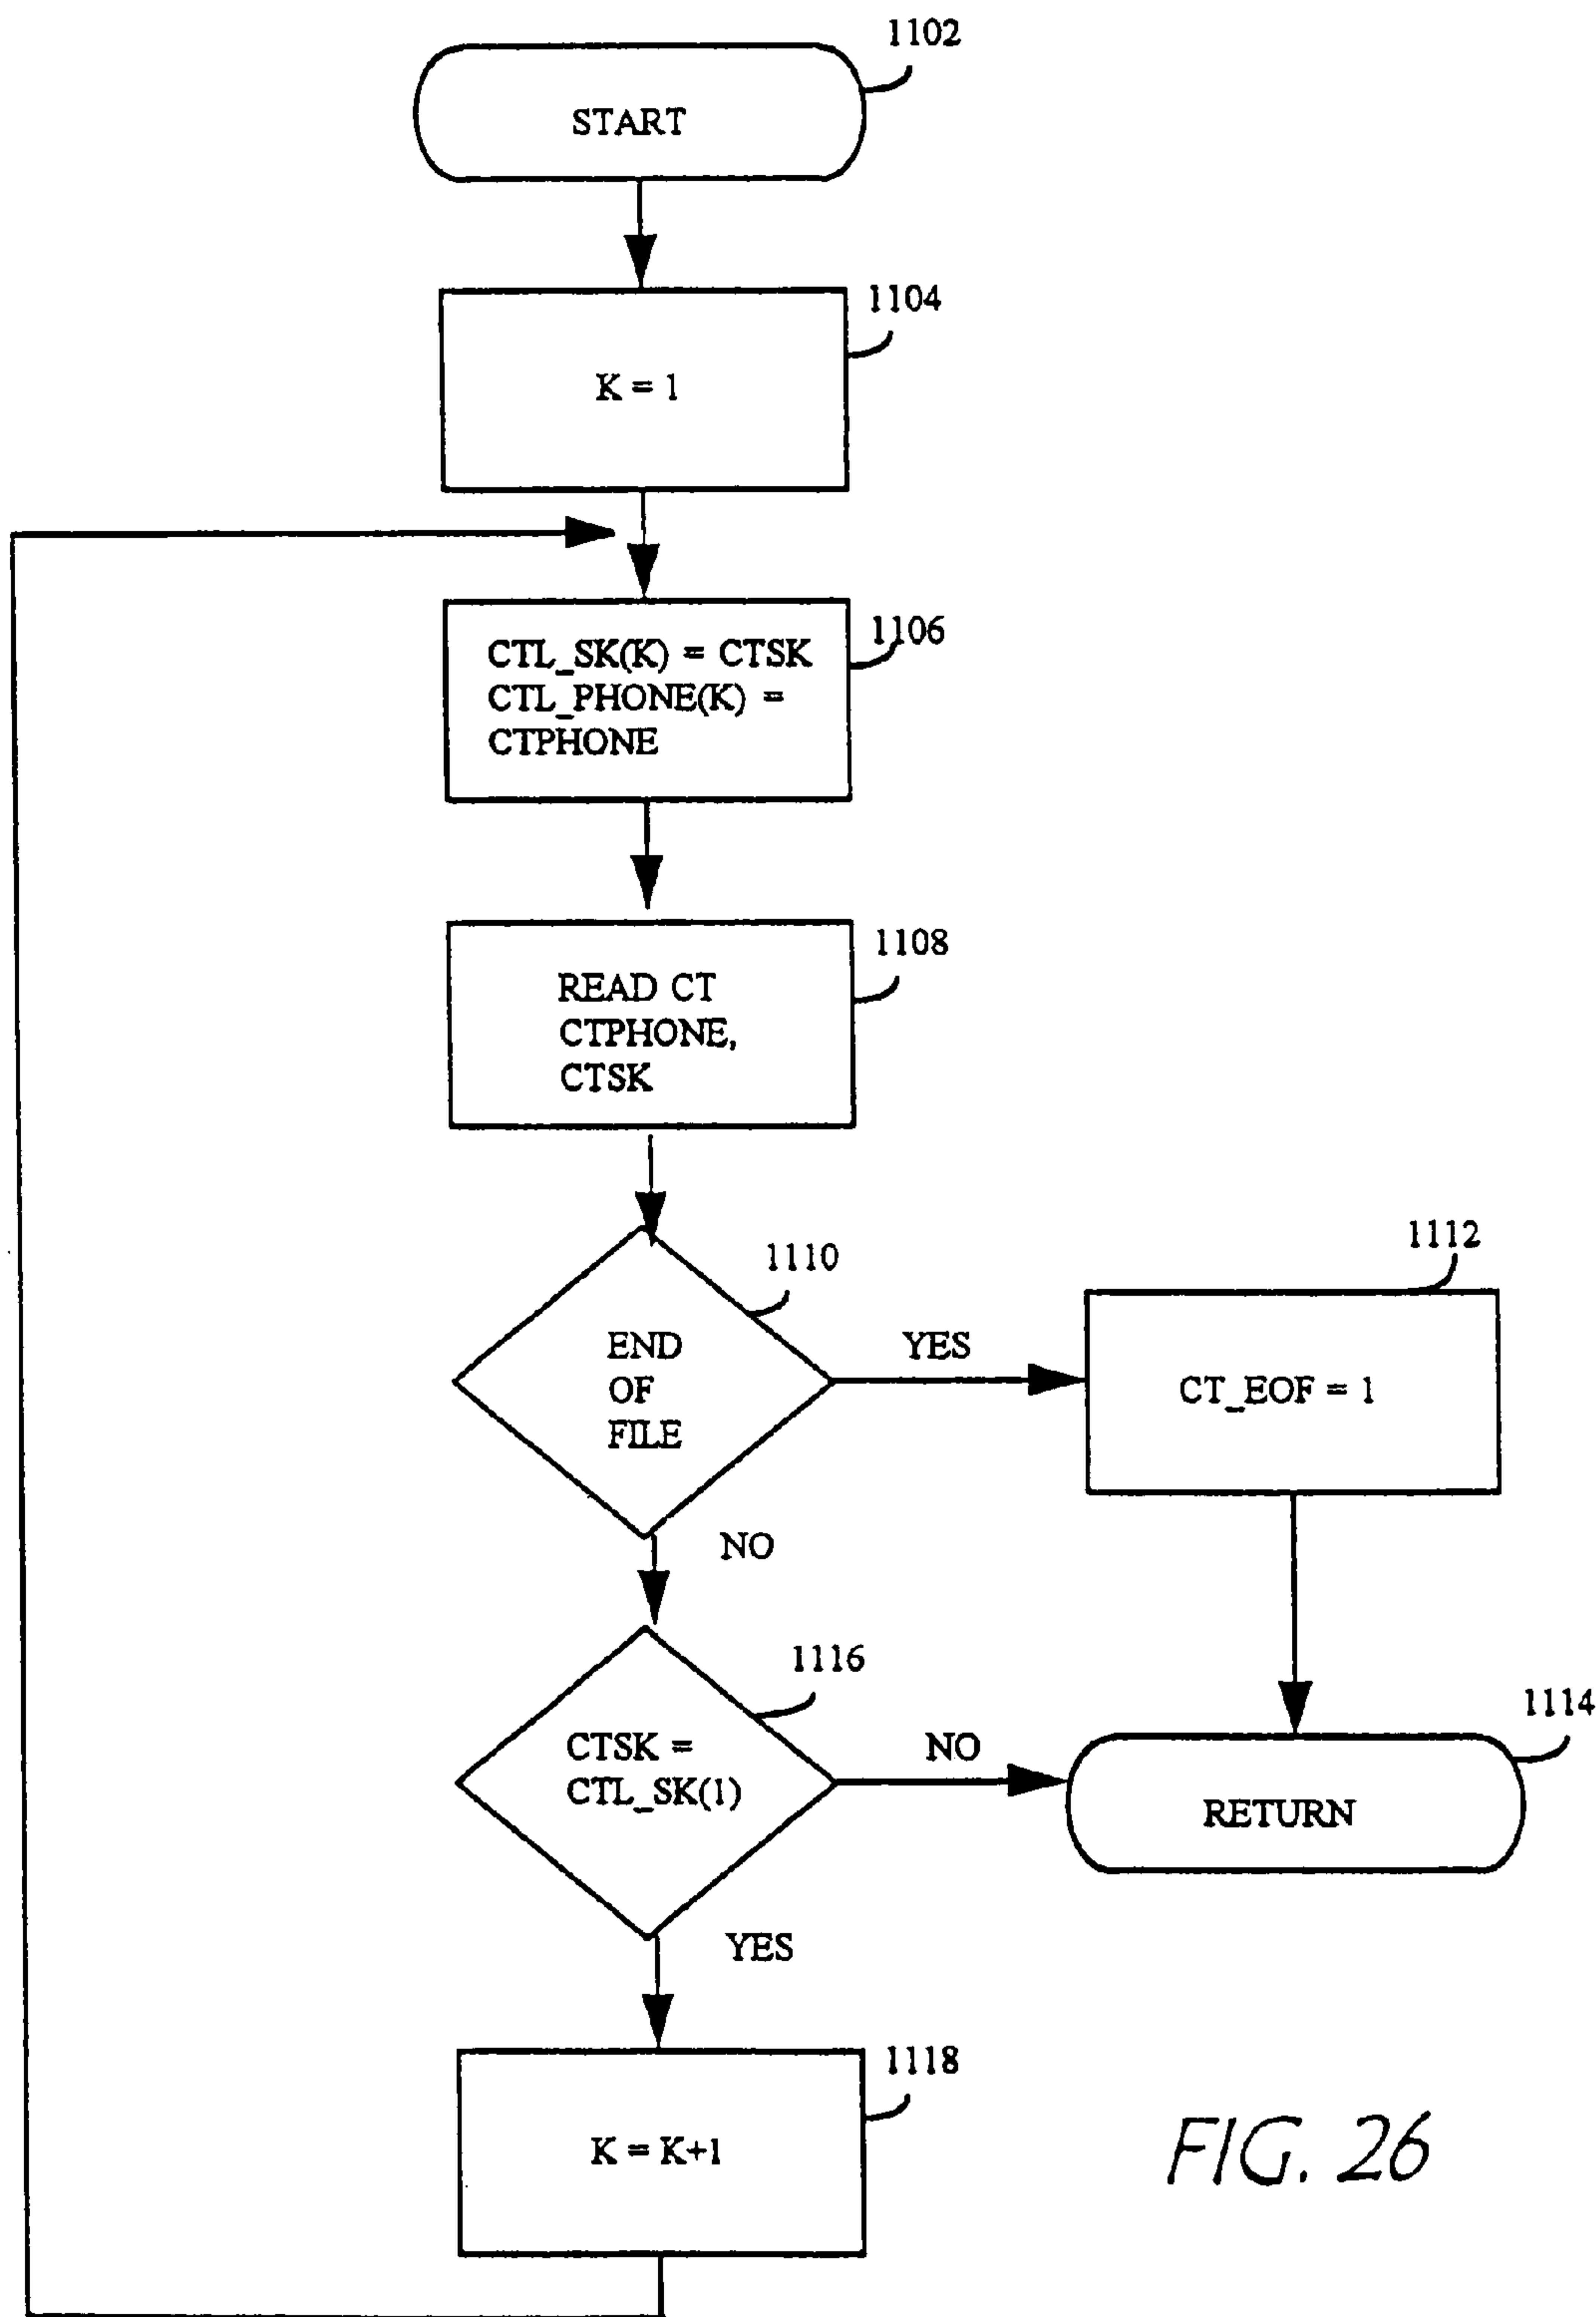 1102
START
1104
K = 1
1106
CTL_SK(K) = CTSK
CTL_PHONE(K) =
CTPHONE
1108
READ CT
CTPHONE,
CTSK
1110
END
OF
FILE
YES
1112
CT_EOF = 1
NO
1116
CTSK =
CTL_SK(1)
NO
1114
RETURN
YES
1118
K = K+1
FIG. 26